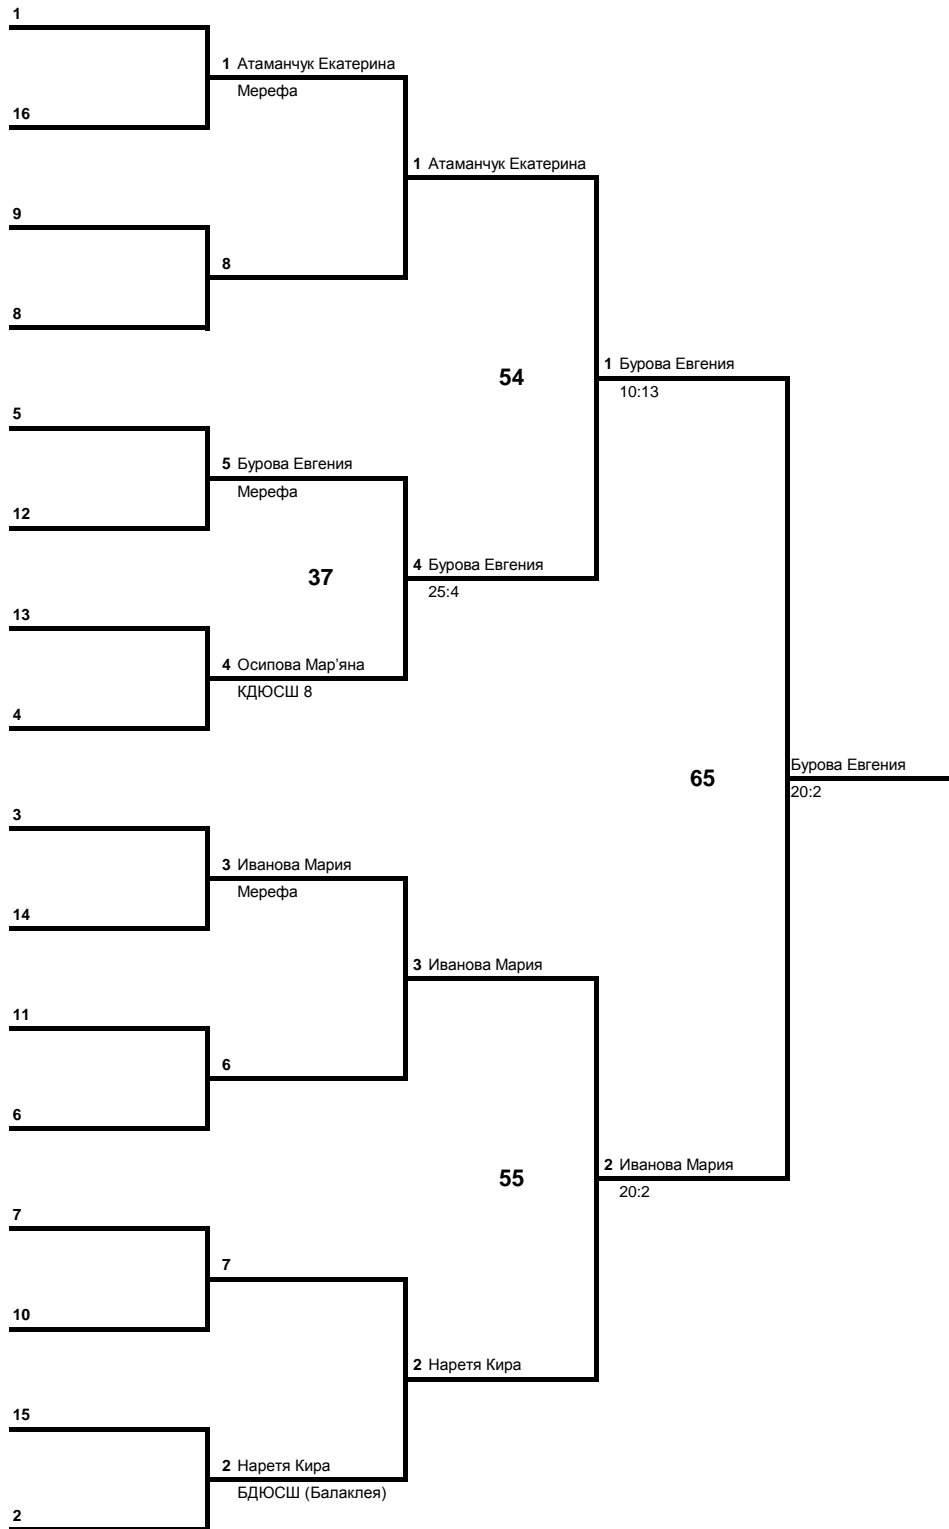 1
1 Атаманчук Екатерина
Мерефа
16
1 Атаманчук Екатерина
9
8
8
1 Бурова Евгения
54
10:13
5
5 Бурова Евгения
Мерефа
12
4 Бурова Евгения
37
25:4
13
4 Осипова Мар'яна
КДЮСШ 8
4
Бурова Евгения
65
20:2
3
3 Иванова Мария
Мерефа
14
3 Иванова Мария
11
6
6
2 Иванова Мария
55
20:2
7
7
10
2 Наретя Кира
15
2 Наретя Кира
БДЮСШ (Балаклея)
2